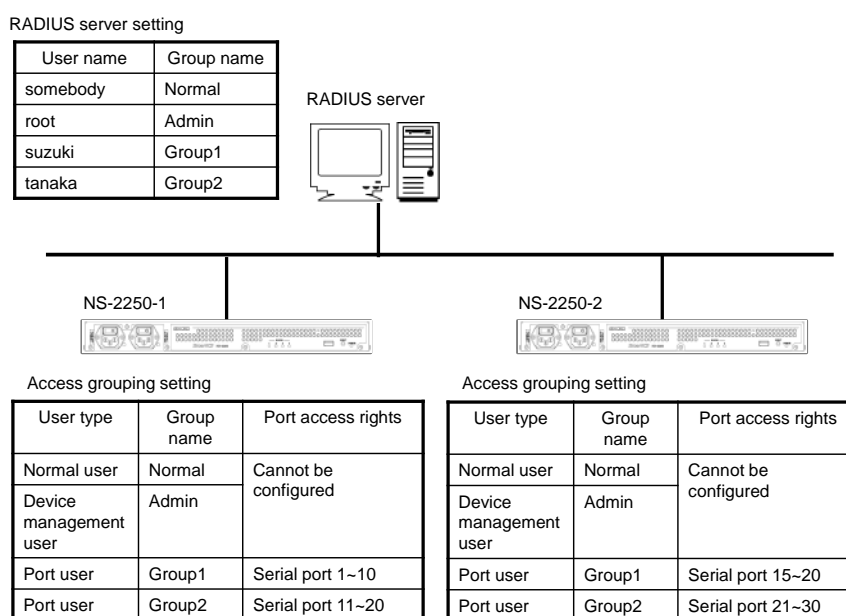 RADIUS server setting
User name Group name
somebody Normal
root Admin
suzuki Group1
tanaka Group2
RADIUS server
NS-2250-1
NS-2250-2
Access grouping setting
User type Group name Port access rights
Normal user Normal Cannot be configured
Device management user Admin
Port user Group1 Serial port 1~10
Port user Group2 Serial port 11~20
Access grouping setting
User type Group name Port access rights
Normal user Normal Cannot be configured
Device management user Admin
Port user Group1 Serial port 15~20
Port user Group2 Serial port 21~30